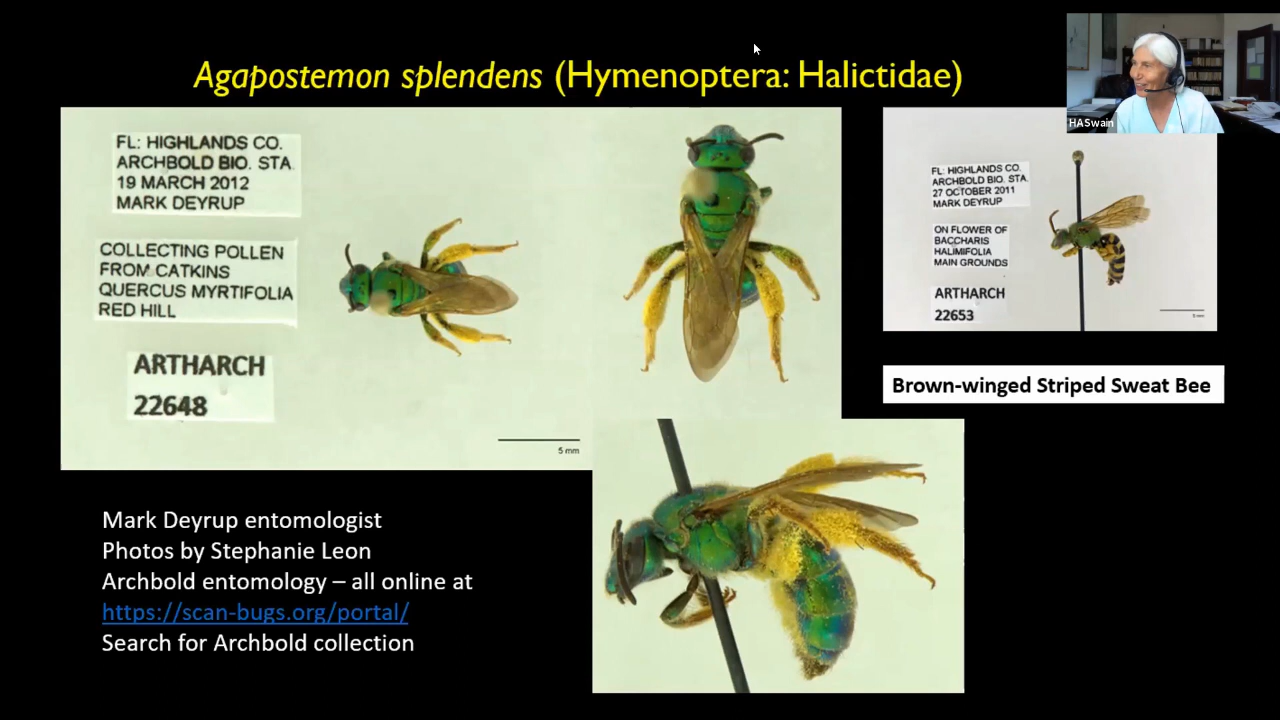 Agapostemon splendens (Hymenoptera: Halictidae)
HASwain
FL: HIGHLANDS CO.
ARCHBOLD BIO. STA.
19 MARCH 2012
MARK DEYRUP
COLLECTING POLLEN
FROM CATKINS
QUERCUS MYRTIFOLIA
RED HILL
ARTHARCH
22648
5 mm
FL: HIGHLANDS CO.
ARCHBOLD BIO. STA.
27 OCTOBER 2011
MARK DEYRUP
ON FLOWER OF
BACCHARIS
HALIMIFOLIA
MAIN GROUNDS
ARTHARCH
22653
5 mm
Brown-winged Striped Sweat Bee
Mark Deyrup entomologist
Photos by Stephanie Leon
Archbold entomology – all online at
https://scan-bugs.org/portal/
Search for Archbold collection